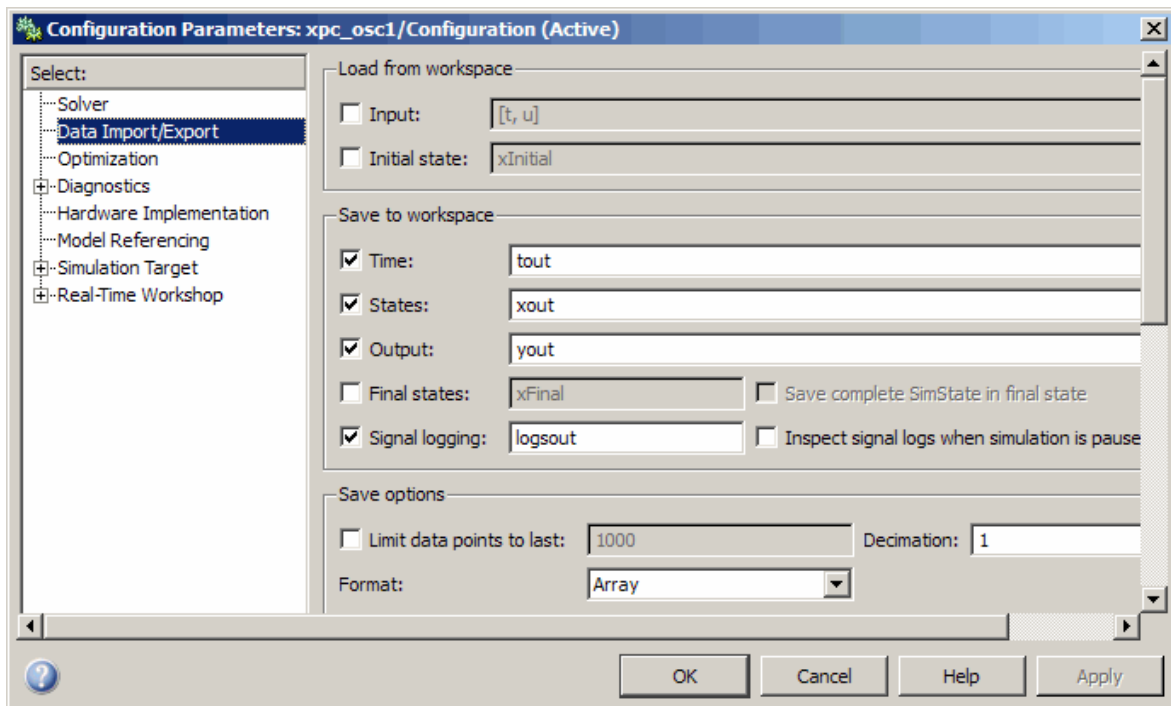 Configuration Parameters: xpc_osc1/Configuration (Active)
Select:
Solver
Data Import/Export
Optimization
Diagnostics
Hardware Implementation
Model Referencing
Simulation Target
Real-Time Workshop
Load from workspace
Input: [t, u]
Initial state: xInitial
Save to workspace
Time: tout
States: xout
Output: yout
Final states: xFinal Save complete SimState in final state
Signal logging: logsout Inspect signal logs when simulation is pause
Save options
Limit data points to last: 1000 Decimation: 1
Format: Array
OK Cancel Help Apply